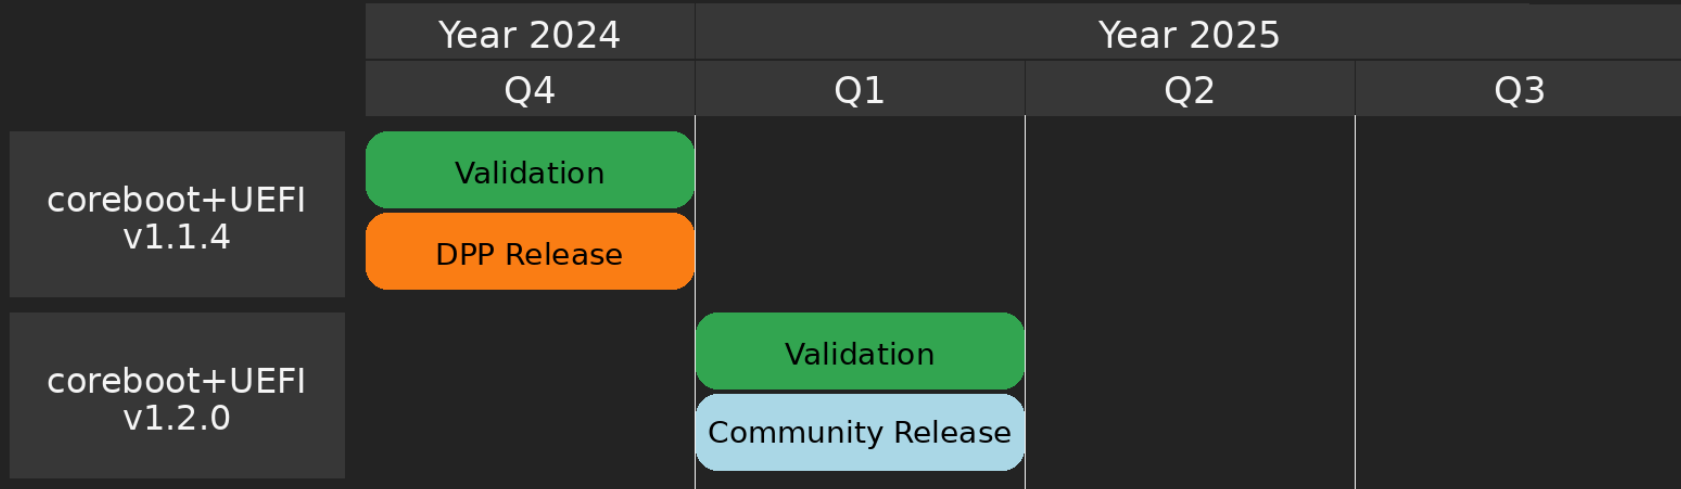 Year 2024
Year 2025
Q4
Q1
Q2
Q3
coreboot+UEFI
v1.1.4
Validation
DPP Release
coreboot+UEFI
v1.2.0
Validation
Community Release